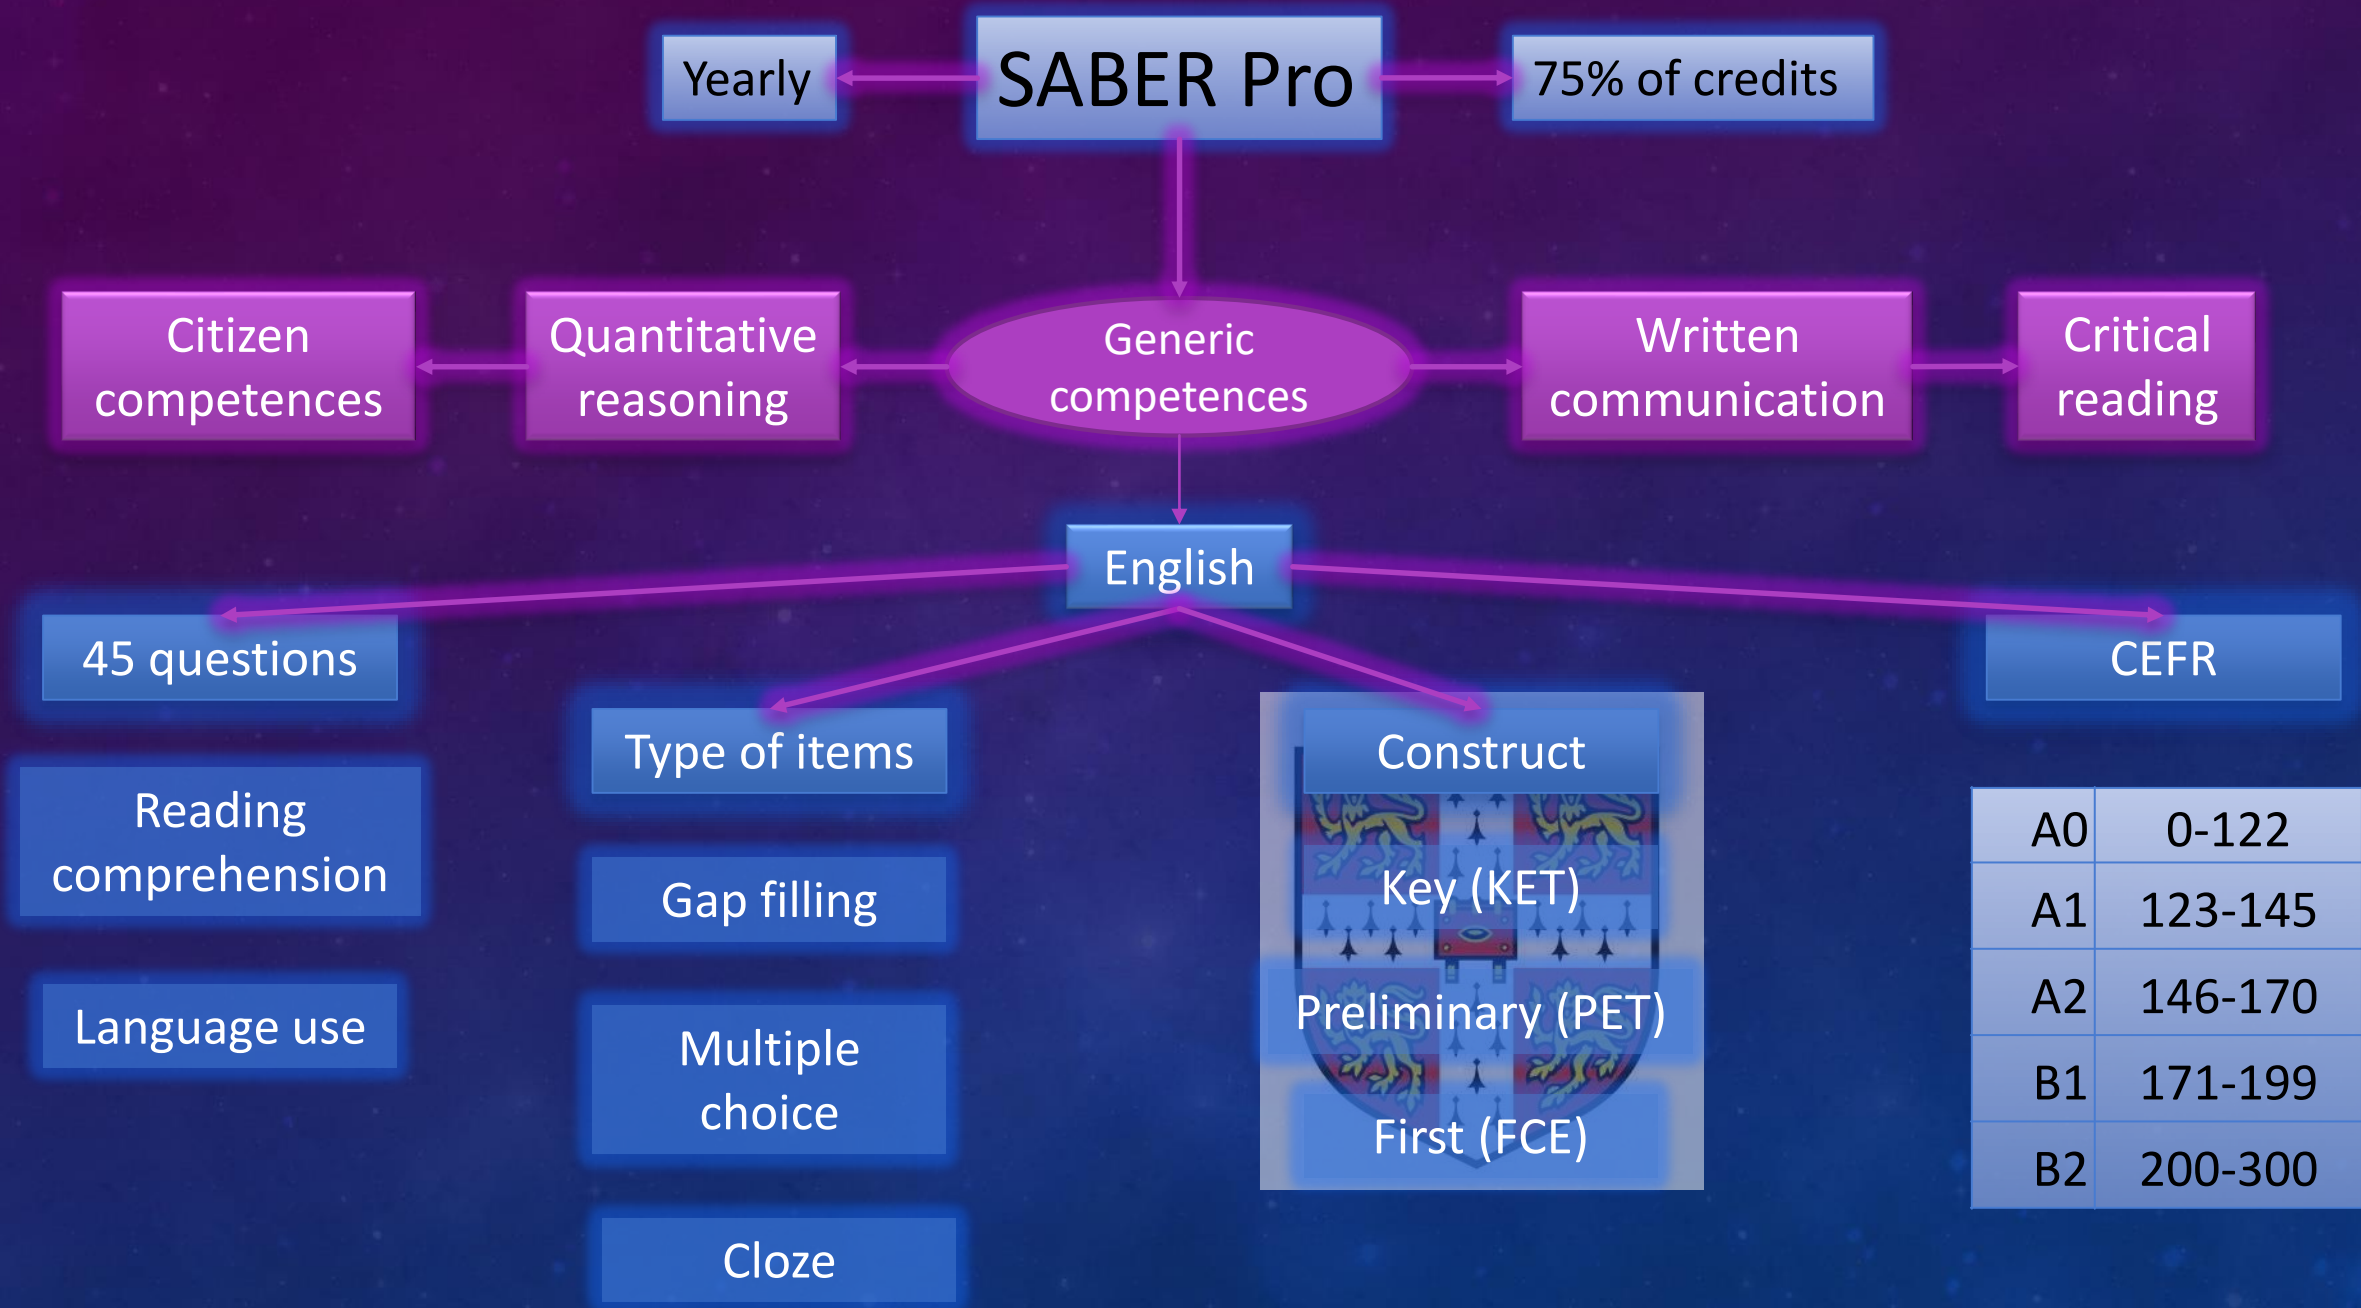 Yearly
SABER Pro
75% of credits
Citizen
competences
Quantitative
reasoning
Generic
competences
Written
communication
Critical
reading
English
45 questions
Reading
comprehension
Language use
Type of items
Gap filling
Multiple
choice
Cloze
Construct
Key (KET)
Preliminary (PET)
First (FCE)
CEFR
A0 0-122
A1 123-145
A2 146-170
B1 171-199
B2 200-300